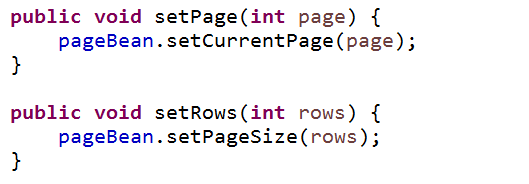 public void setPage(int page) {
    pageBean.setCurrentPage(page);
}

public void setRows(int rows) {
    pageBean.setPageSize(rows);
}